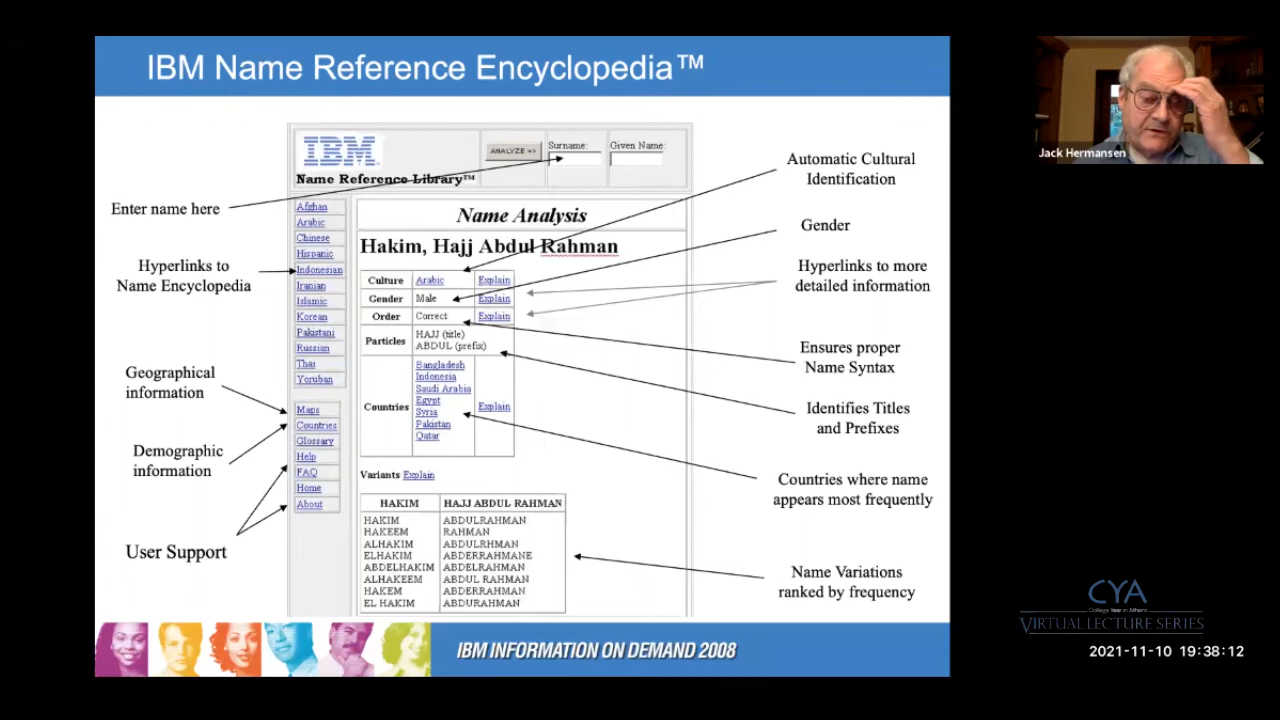 IBM Name Reference Encyclopedia™
Jack Hermansen
IBM
Name Reference Library™
ANALYZE =>
Surname:
Given Name:
Enter name here
Hyperlinks to
Name Encyclopedia
Geographical
information
Demographic
information
User Support
Afghan
Arabic
Chinese
Hispanic
Indonesian
Iranian
Islamic
Korean
Pakistani
Russian
Thai
Yoruban
Maps
Countries
Glossary
Help
FAQ
Home
About
Name Analysis
Hakim, Hajj Abdul Rahman
Culture Arabic Explain
Gender Male Explain
Order Correct Explain
Particles HAJJ (title)
ABDUL (prefix)
Countries
Bangladesh
Indonesia
Saudi Arabia
Egypt
Syria
Pakistan
Qatar
Explain
Variants Explain
HAKIM HAJJ ABDUL RAHMAN
HAKIM ABDULRAHMAN
HAKEEM RAHMAN
ALHAKIM ABDULRHMAN
ELHAKIM ABDERRAHMANE
ABDELHAKIM ABDELRAHMAN
ALHAKEEM ABDUL RAHMAN
HAKEM ABDERRAHMAN
EL HAKIM ABDURAHMAN
Automatic Cultural
Identification
Gender
Hyperlinks to more
detailed information
Ensures proper
Name Syntax
Identifies Titles
and Prefixes
Countries where name
appears most frequently
Name Variations
ranked by frequency
IBM INFORMATION ON DEMAND 2008
CYA
College Year in Athens
VIRTUAL LECTURE SERIES
2021-11-10 19:38:12